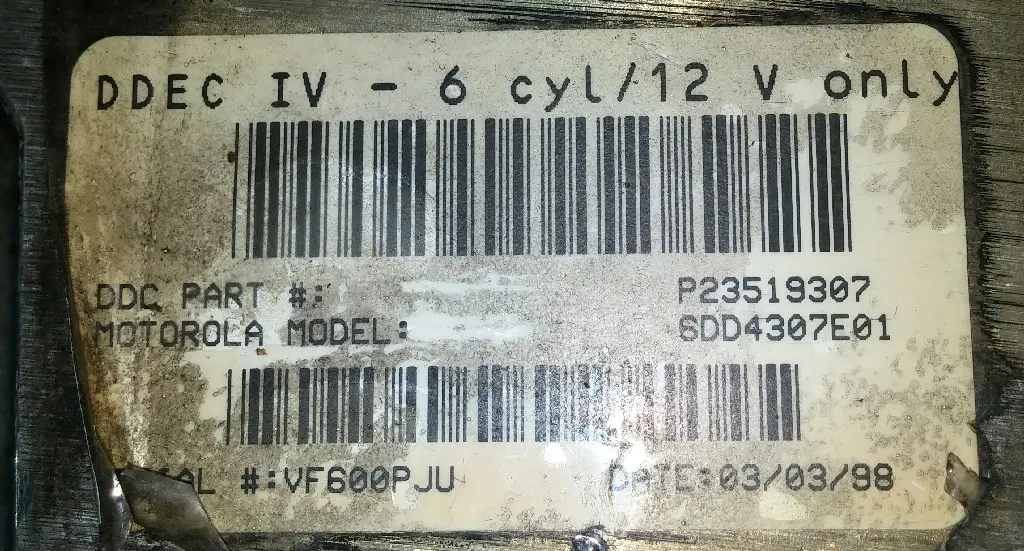 DDEC IV - 6 cyl/12 V only
DDC PART #: P23519307
MOTOROLA MODEL: 6DD4307E01
#:VF600PJU DATE:03/03/98